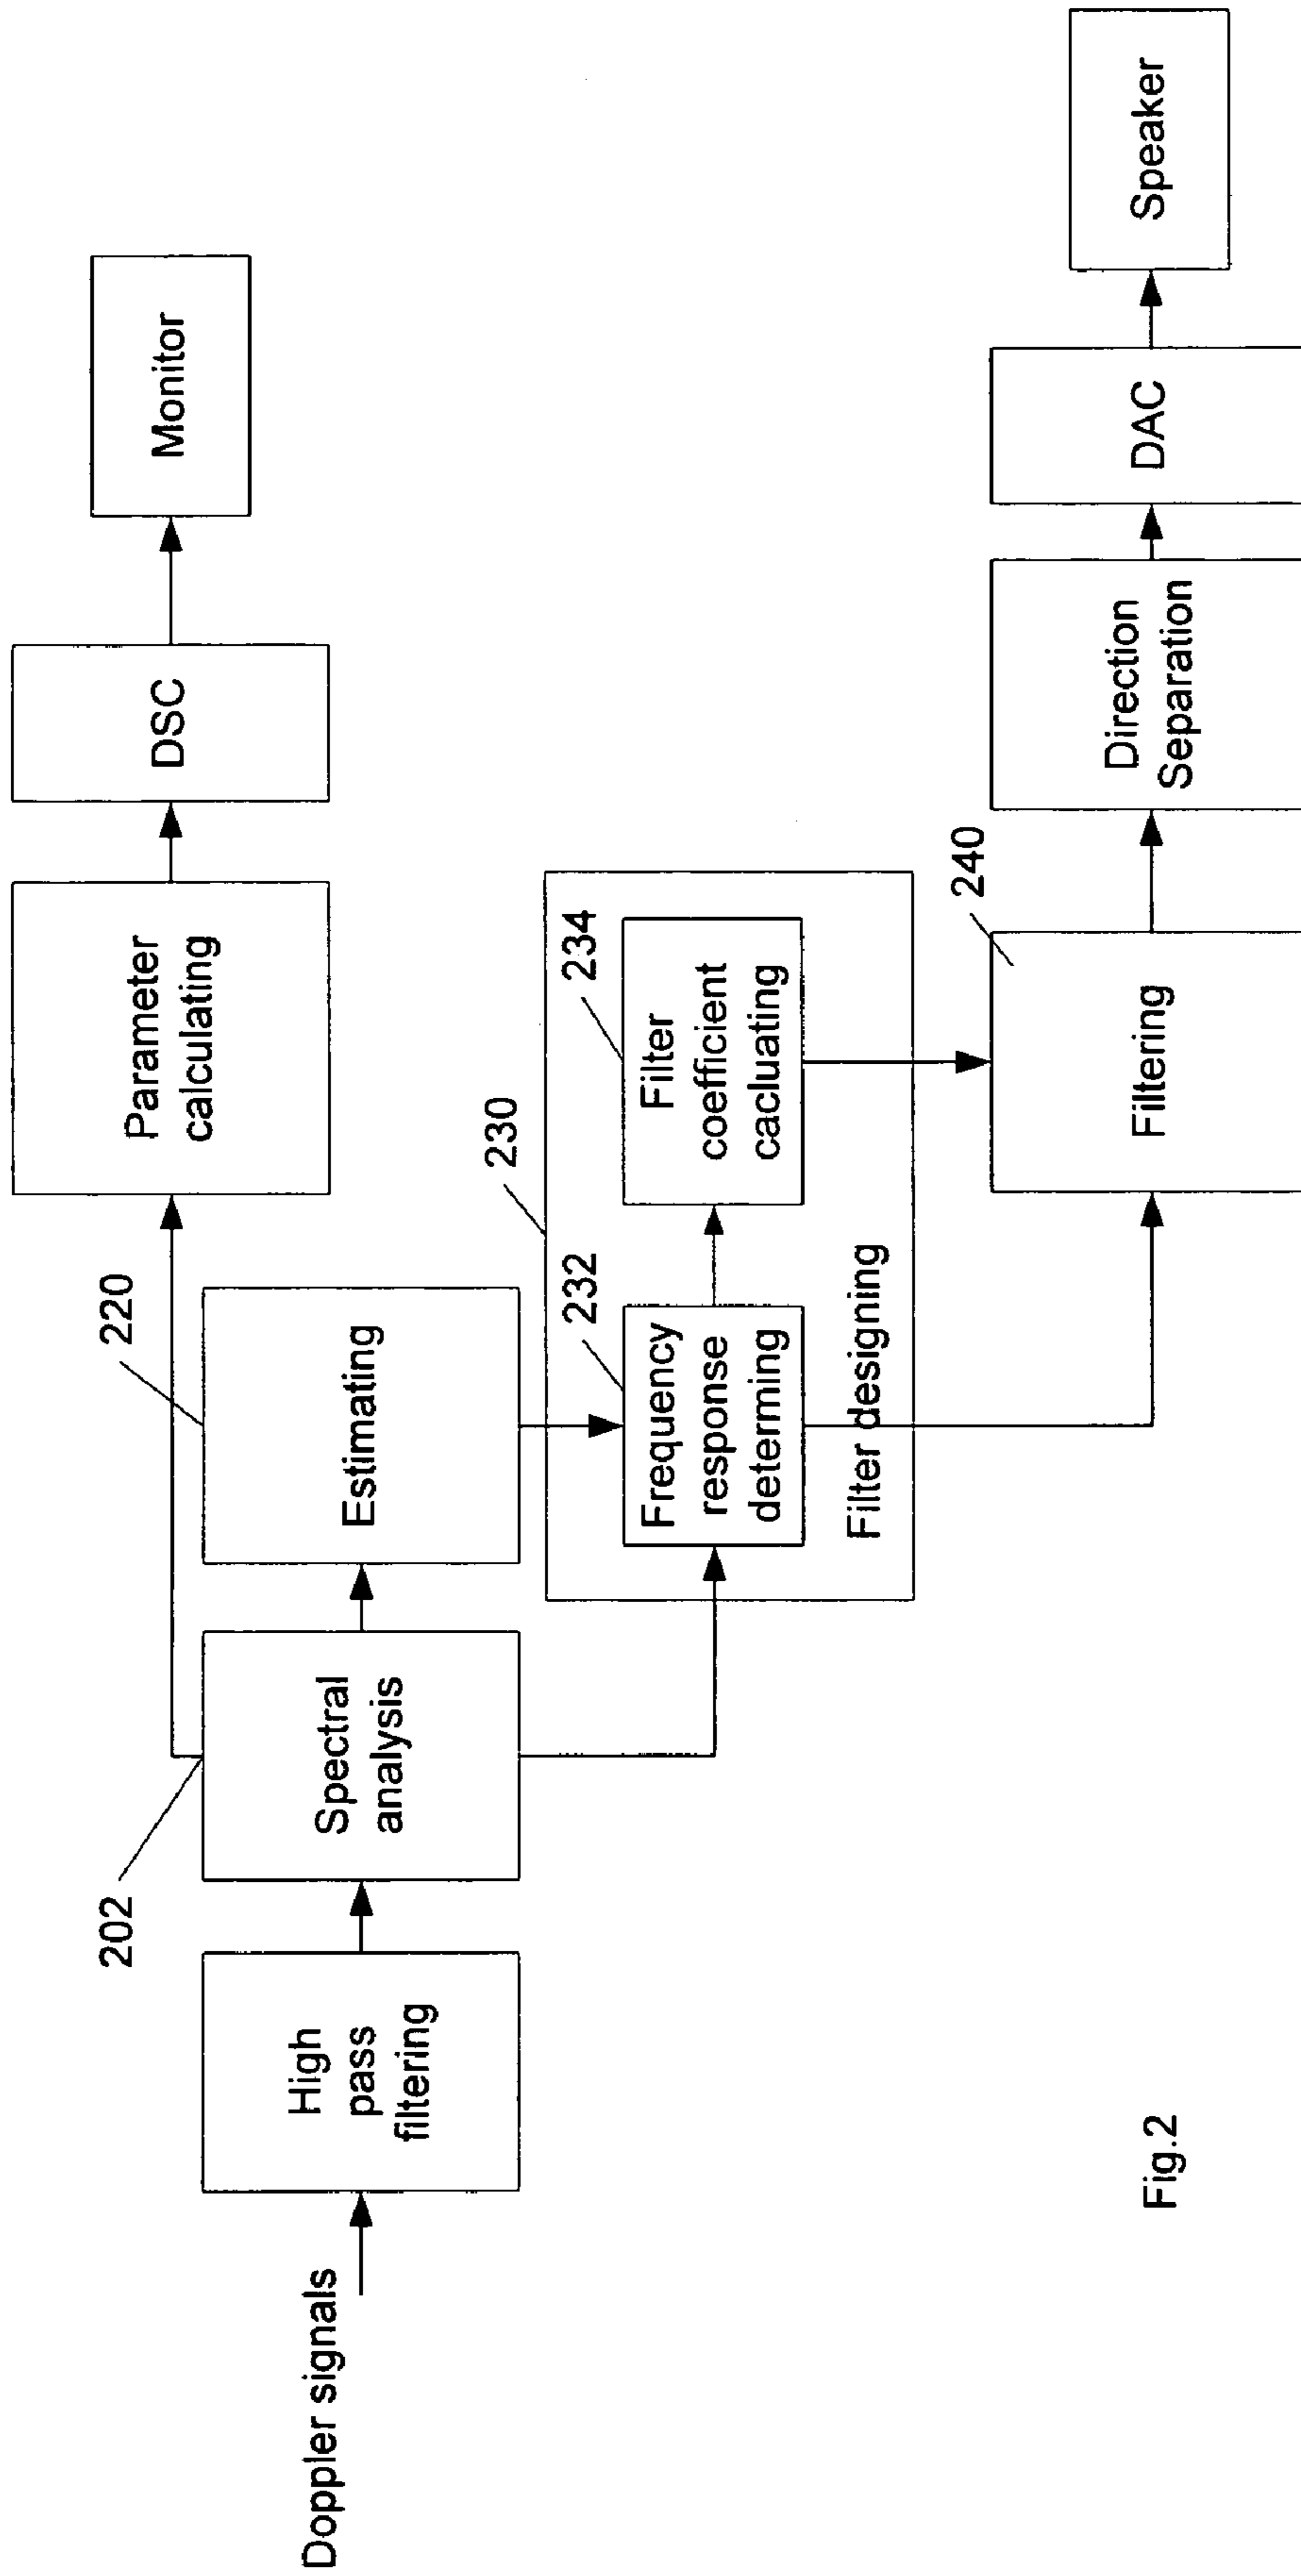 Doppler signals
High
pass
filtering
202
Spectral
analysis
220
Estimating
Parameter
calculating
DSC
Monitor
230
232
Frequency
response
determining
234
Filter
coefficient
cacluating
Filter designing
240
Filtering
Direction
Separation
DAC
Speaker
Fig.2